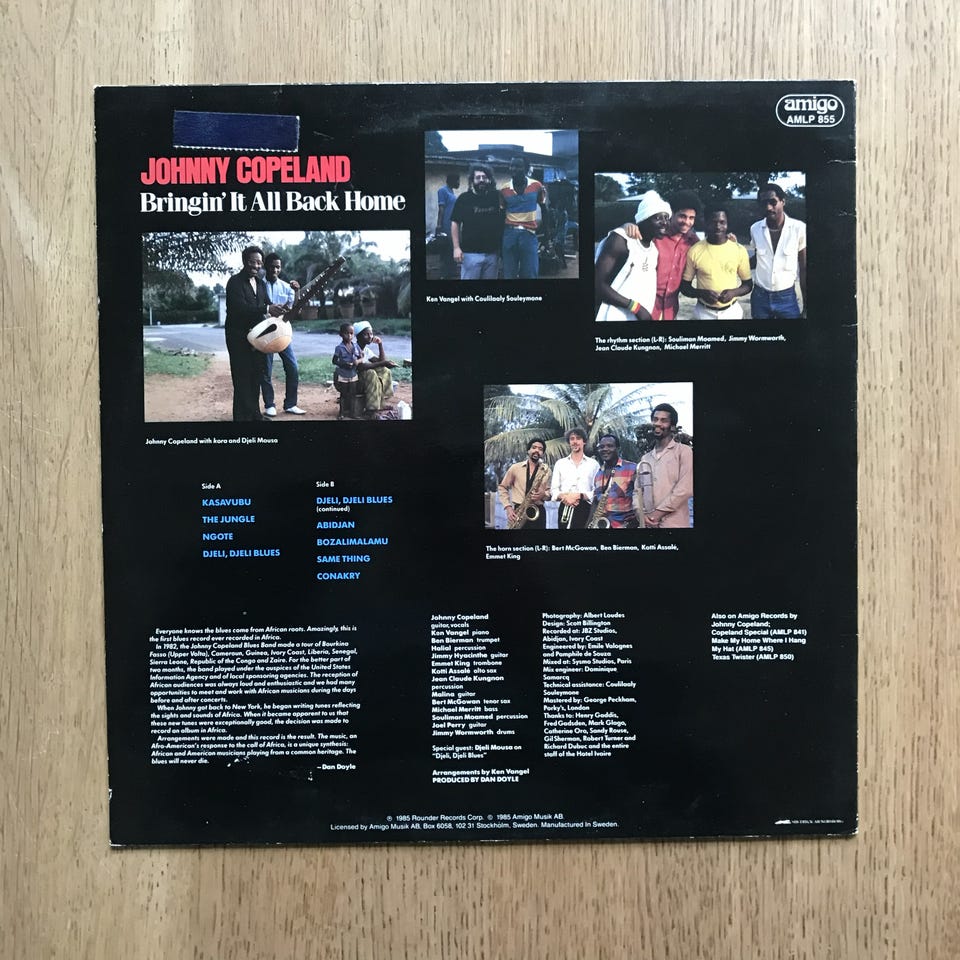 amigo
AMLP 855
JOHNNY COPELAND
Bringin' It All Back Home
Ken Vangel with Coulilaaly Souleymone
The rhythm section (L-R): Souliman Moamed, Jimmy Wormworth,
Jean Claude Kungnon, Michael Merritt
Johnny Copeland with kora and Djeli Mousa
The horn section (L-R): Bert McGowan, Ben Bierman, Kotti Assalé,
Emmet King
Side A
KASAVUBU
THE JUNGLE
NGOTE
DJELI, DJELI BLUES
Side B
DJELI, DJELI BLUES
(continued)
ABIDJAN
BOZALIMALAMU
SAME THING
CONAKRY
Everyone knows the blues come from African roots. Amazingly, this is
the first blues record ever recorded in Africa.
In 1982, the Johnny Copeland Blues Band made a tour of Bourkina
Fasso (Upper Volta), Cameroun, Guinea, Ivory Coast, Liberia, Senegal,
Sierra Leone, Republic of the Congo and Zaire. For the better part of
two months, the band played under the auspices of the United States
Information Agency and of local sponsoring agencies. The reception of
African audiences was always loud and enthusiastic and we had many
opportunities to meet and work with African musicians during the days
before and after concerts.
When Johnny got back to New York, he began writing tunes reflecting
the sights and sounds of Africa. When it became apparent to us that
these new tunes were exceptionally good, the decision was made to
record an album in Africa.
Arrangements were made and this record is the result. The music, an
Afro-American's response to the call of Africa, is a unique synthesis:
African and American musicians playing from a common heritage. The
blues will never die.
—Dan Doyle
Johnny Copeland
guitar, vocals
Ken Vangel piano
Ben Bierman trumpet
Halial percussion
Jimmy Hyacinthe guitar
Emmet King trombone
Kotti Assalé alto sax
Jean Claude Kungnon
percussion
Malina guitar
Bert McGowan tenor sax
Michael Merritt bass
Souliman Moamed percussion
Joel Perry guitar
Jimmy Wormworth drums
Special guest: Djeli Mousa on
"Djeli, Djeli Blues"
Arrangements by Ken Vangel
PRODUCED BY DAN DOYLE
Photography: Albert Loudes
Design: Scott Billington
Recorded at: JBZ Studios,
Abidjan, Ivory Coast
Engineered by: Emile Valognes
and Pamphile de Souza
Mixed at: Sysmo Studios, Paris
Mix engineer: Dominique
Samarcq
Technical assistance: Coulilaaly
Souleymone
Mastered by: George Peckham,
Porky's, London
Thanks to: Henry Gaddis,
Fred Gadsden, Mark Glago,
Catherine Oro, Sandy Rouse,
Gil Sherman, Robert Turner and
Richard Dubuc and the entire
staff of the Hotel Ivoire
Also on Amigo Records by
Johnny Copeland;
Copeland Special (AMLP 841)
Make My Home Where I Hang
My Hat (AMLP 845)
Texas Twister (AMLP 850)
℗ 1985 Rounder Records Corp. © 1985 Amigo Musik AB.
Licensed by Amigo Musik AB, Box 6058, 102 31 Stockholm, Sweden. Manufactured In Sweden.